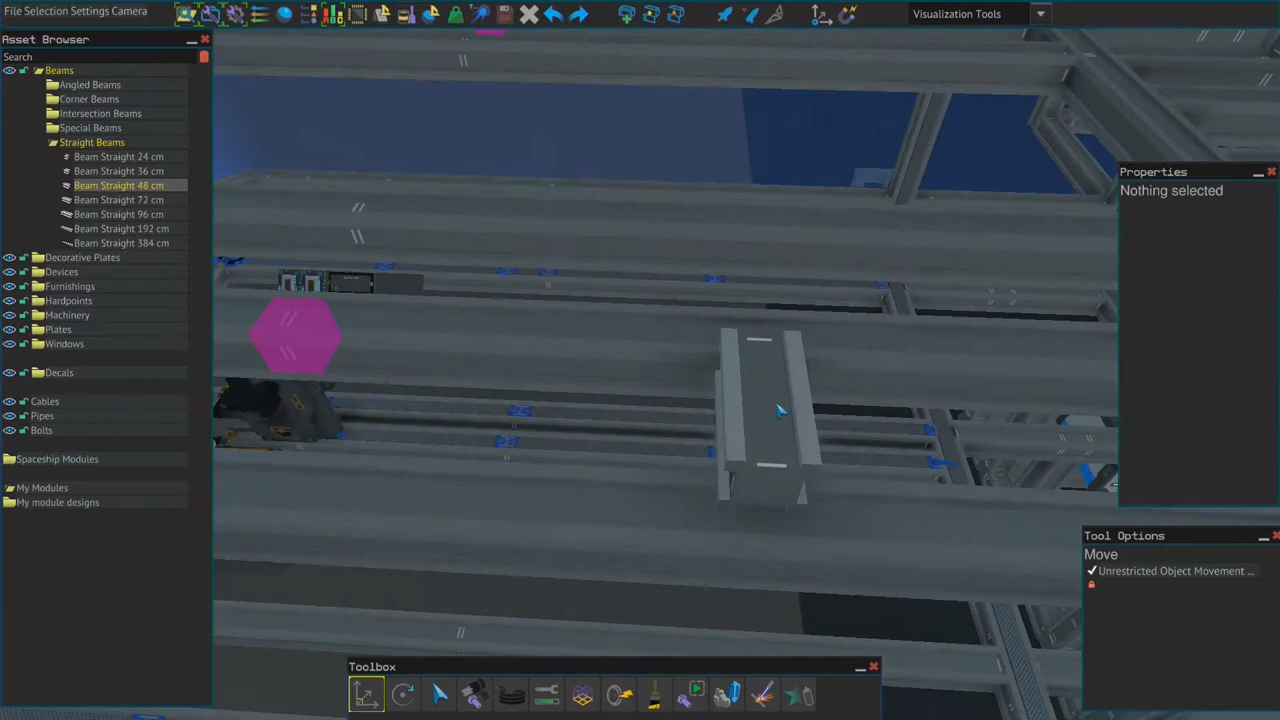 File Selection Settings Camera
Visualization Tools
Asset Browser
Search
Beams
Angled Beams
Corner Beams
Intersection Beams
Special Beams
Straight Beams
Beam Straight 24 cm
Beam Straight 36 cm
Beam Straight 48 cm
Beam Straight 72 cm
Beam Straight 96 cm
Beam Straight 192 cm
Beam Straight 384 cm
Decorative Plates
Devices
Furnishings
Hardpoints
Machinery
Plates
Windows
Decals
Cables
Pipes
Bolts
Spaceship Modules
My Modules
My module designs
Properties
Nothing selected
Tool Options
Move
Unrestricted Object Movement ...
Toolbox